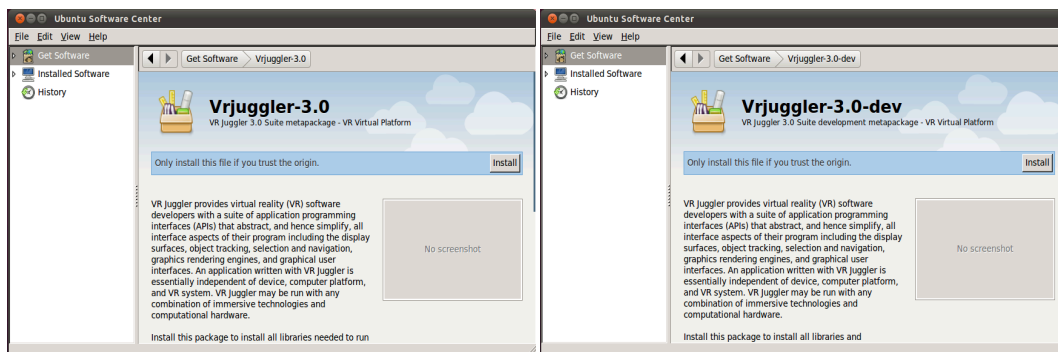 Ubuntu Software Center
File Edit View Help
Get Software
Installed Software
History
Get Software Vrjuggler-3.0
Vrjuggler-3.0
VR Juggler 3.0 Suite metapackage - VR Virtual Platform
Only install this file if you trust the origin.
Install
VR Juggler provides virtual reality (VR) software
developers with a suite of application programming
interfaces (APIs) that abstract, and hence simplify, all
interface aspects of their program including the display
surfaces, object tracking, selection and navigation,
graphics rendering engines, and graphical user
interfaces. An application written with VR Juggler is
essentially independent of device, computer platform,
and VR system. VR Juggler may be run with any
combination of immersive technologies and
computational hardware.
No screenshot
Install this package to install all libraries needed to run
Ubuntu Software Center
File Edit View Help
Get Software
Installed Software
History
Get Software Vrjuggler-3.0-dev
Vrjuggler-3.0-dev
VR Juggler 3.0 Suite development metapackage - VR Virtual Platform
Only install this file if you trust the origin.
Install
VR Juggler provides virtual reality (VR) software
developers with a suite of application programming
interfaces (APIs) that abstract, and hence simplify, all
interface aspects of their program including the display
surfaces, object tracking, selection and navigation,
graphics rendering engines, and graphical user
interfaces. An application written with VR Juggler is
essentially independent of device, computer platform,
and VR system. VR Juggler may be run with any
combination of immersive technologies and
computational hardware.
No screenshot
Install this package to install all libraries and